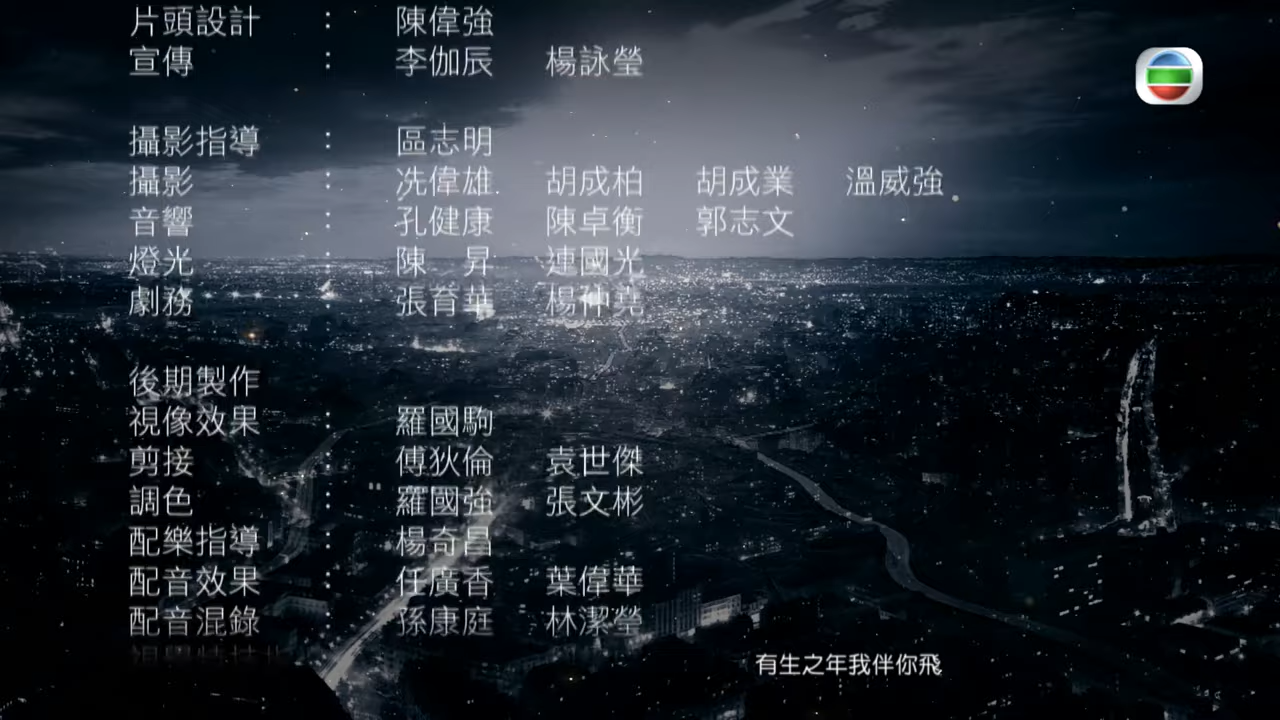 片頭設計 : 陳偉強
宣傳 : 李伽辰 楊詠瑩
攝影指導 : 區志明
攝影 : 冼偉雄 胡成柏 胡成業 溫威強
音響 : 孔健康 陳卓衡 郭志文
燈光 : 陳 昇 連國光
劇務 : 張育華 楊仲堯
後期製作
視像效果 : 羅國駒
剪接 : 傅狄倫 袁世傑
調色 : 羅國強 張文彬
配樂指導 : 楊奇昌
配音效果 : 任廣香 葉偉華
配音混錄 : 孫康庭 林潔瑩
有生之年我伴你飛